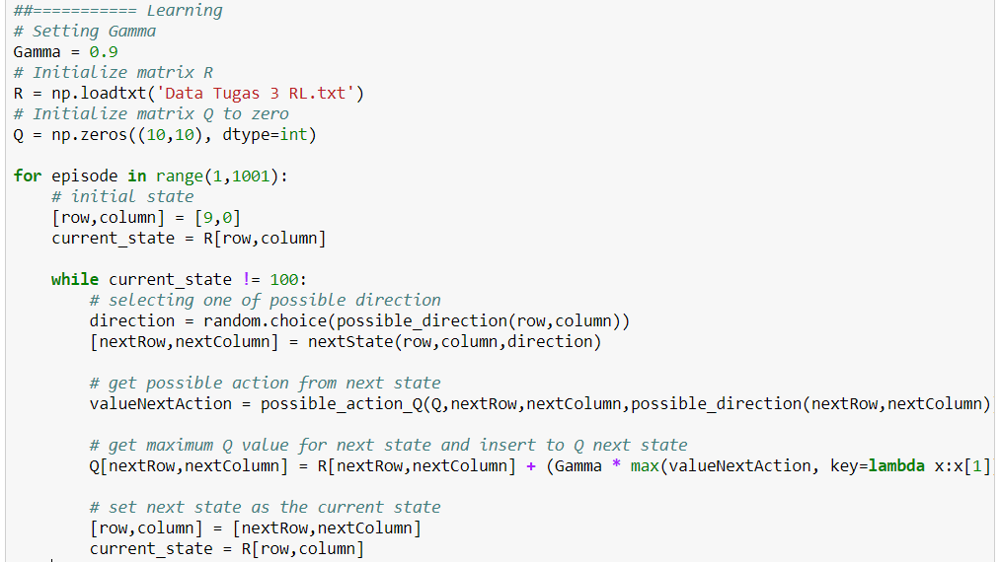 ##=========== Learning
# Setting Gamma
Gamma = 0.9
# Initialize matrix R
R = np.loadtxt('Data Tugas 3 RL.txt')
# Initialize matrix Q to zero
Q = np.zeros((10,10), dtype=int)
for episode in range(1,1001):
# initial state
[row,column] = [9,0]
current_state = R[row,column]
while current_state != 100:
# selecting one of possible direction
direction = random.choice(possible_direction(row,column))
[nextRow,nextColumn] = nextState(row,column,direction)
# get possible action from next state
valueNextAction = possible_action_Q(Q,nextRow,nextColumn,possible_direction(nextRow,nextColumn)
# get maximum Q value for next state and insert to Q next state
Q[nextRow,nextColumn] = R[nextRow,nextColumn] + (Gamma * max(valueNextAction, key=lambda x:x[1]
# set next state as the current state
[row,column] = [nextRow,nextColumn]
current_state = R[row,column]